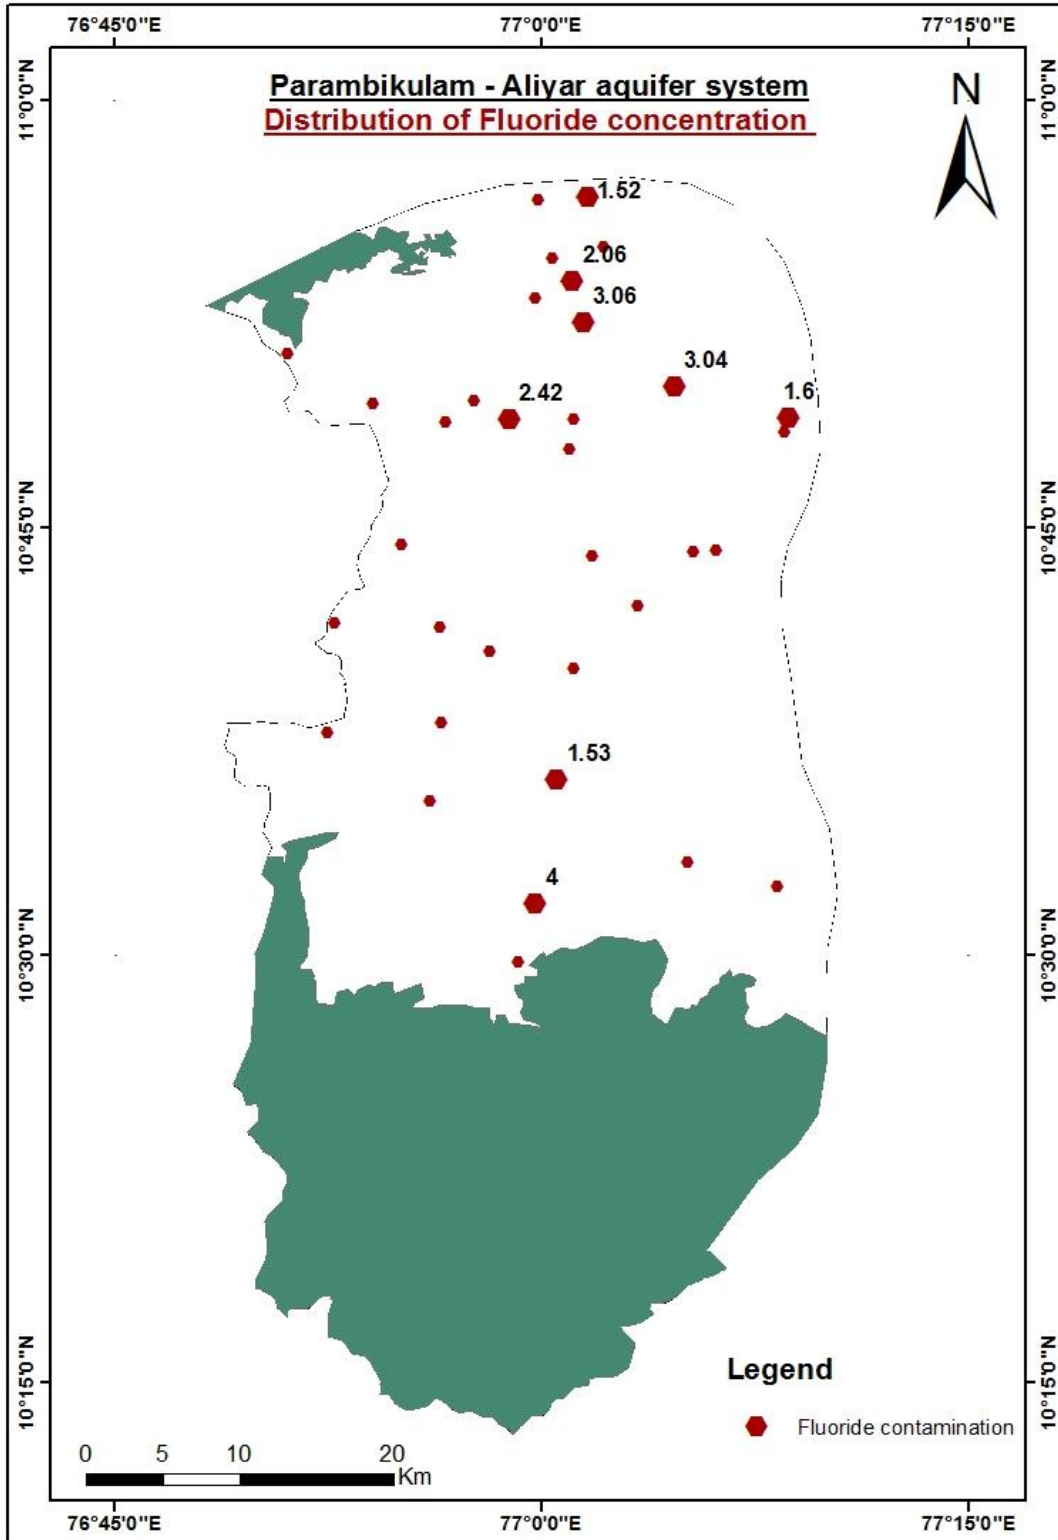 76°45'0"E 77°0'0"E 77°15'0"E
11°0'0"N
11°0'0"N
Parambikulam - Aliyar aquifer system
Distribution of Fluoride concentration
N
1.52
2.06
3.06
3.04
2.42
1.6
10°45'0"N
10°45'0"N
1.53
4
10°30'0"N
10°30'0"N
10°15'0"N
10°15'0"N
Legend
Fluoride contamination
0 5 10 20
Km
76°45'0"E 77°0'0"E 77°15'0"E